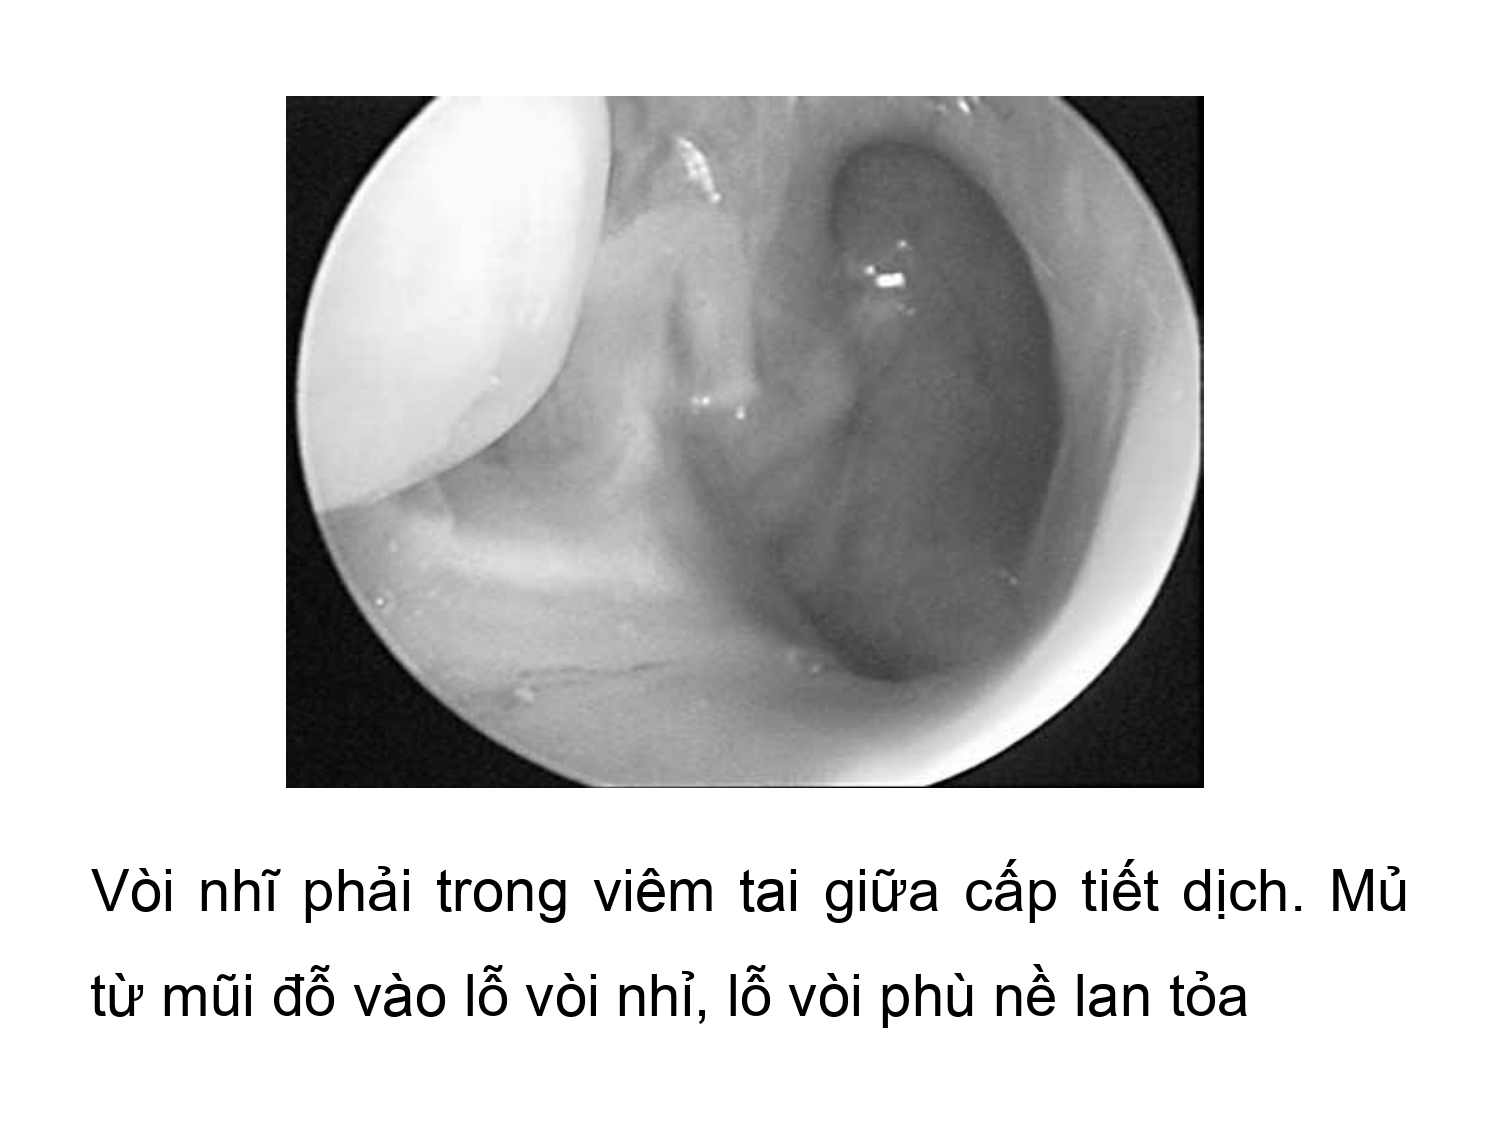 Vòi nhĩ phải trong viêm tai giữa cấp tiết dịch. Mủ
từ mũi đỗ vào lỗ vòi nhỉ, lỗ vòi phù nề lan tỏa